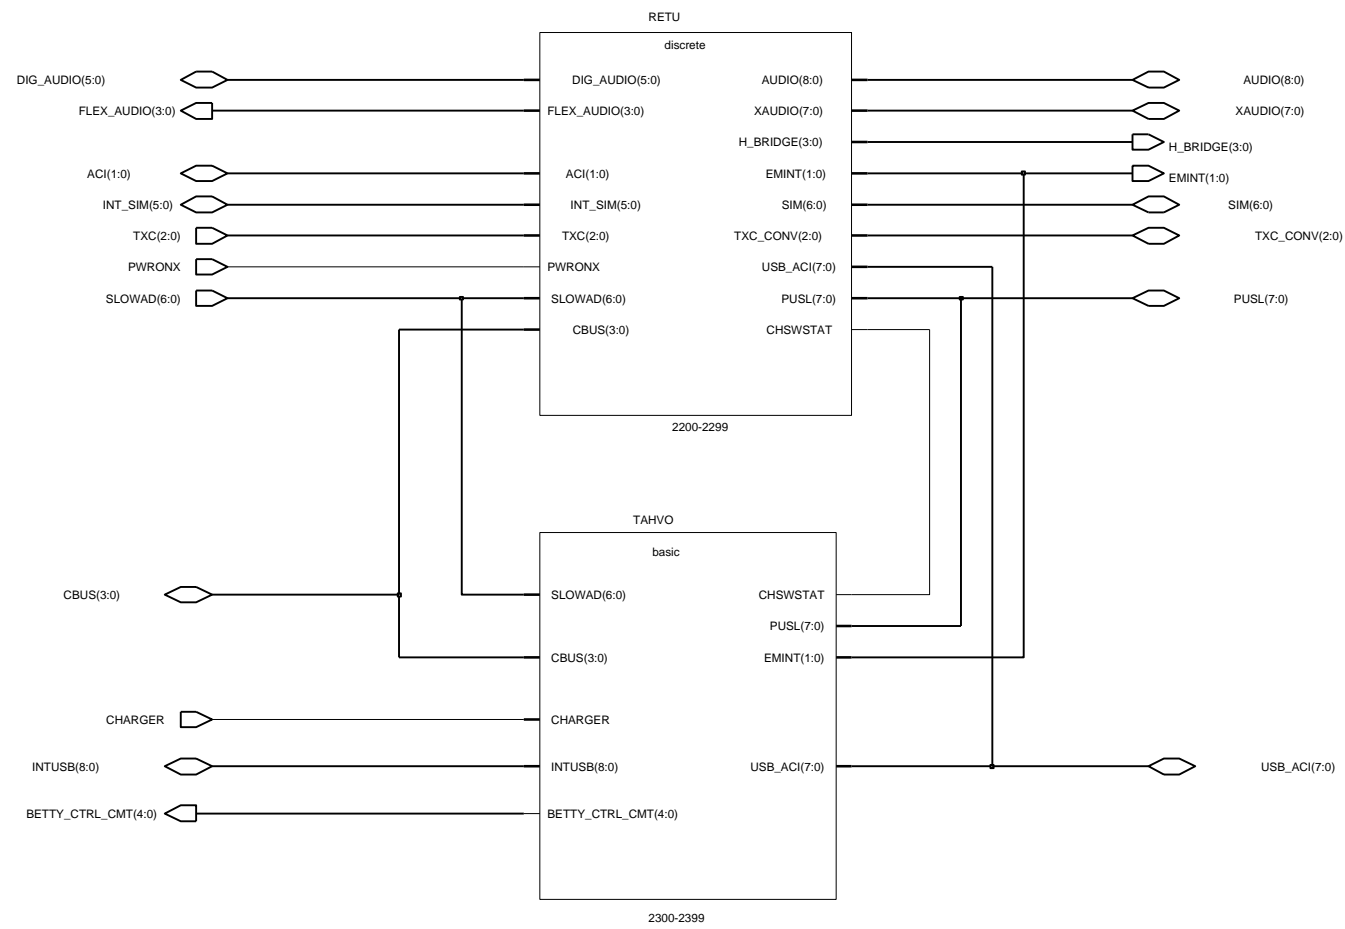 RETU
discrete
DIG_AUDIO(5:0) DIG_AUDIO(5:0) AUDIO(8:0) AUDIO(8:0)
FLEX_AUDIO(3:0) FLEX_AUDIO(3:0) XAUDIO(7:0) XAUDIO(7:0)
H_BRIDGE(3:0) H_BRIDGE(3:0)
ACI(1:0) ACI(1:0) EMINT(1:0) EMINT(1:0)
INT_SIM(5:0) INT_SIM(5:0) SIM(6:0) SIM(6:0)
TXC(2:0) TXC(2:0) TXC_CONV(2:0) TXC_CONV(2:0)
PWRONX PWRONX USB_ACI(7:0)
SLOWAD(6:0) SLOWAD(6:0) PUSL(7:0) PUSL(7:0)
CBUS(3:0) CHSWSTAT
2200-2299
TAHVO
basic
CBUS(3:0) SLOWAD(6:0) CHSWSTAT
PUSL(7:0)
CBUS(3:0) EMINT(1:0)
CHARGER CHARGER
INTUSB(8:0) INTUSB(8:0) USB_ACI(7:0) USB_ACI(7:0)
BETTY_CTRL_CMT(4:0) BETTY_CTRL_CMT(4:0)
2300-2399